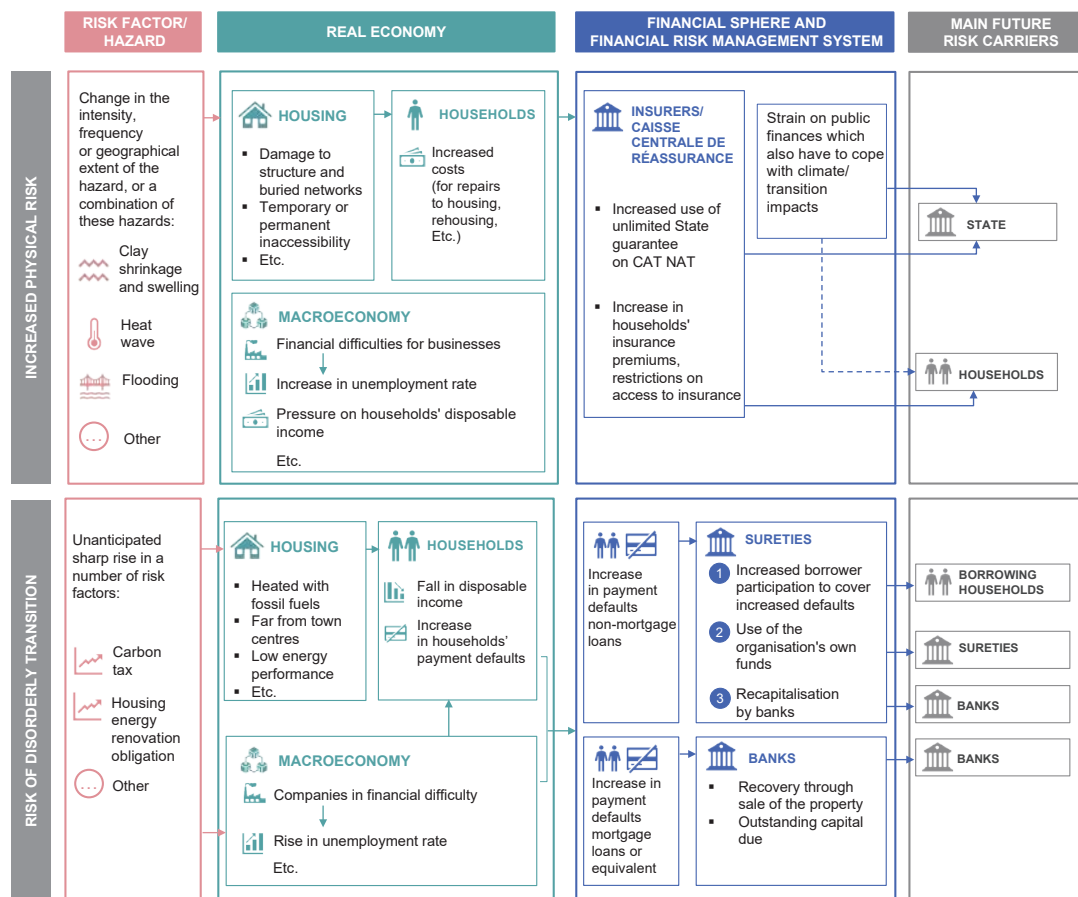 RISK FACTOR/
HAZARD
REAL ECONOMY
FINANCIAL SPHERE AND
FINANCIAL RISK MANAGEMENT SYSTEM
MAIN FUTURE
RISK CARRIERS
INCREASED PHYSICAL RISK
Change in the
intensity,
frequency
or geographical
extent of the
hazard, or a
combination of
these hazards:
Clay
shrinkage
and swelling
Heat
wave
Flooding
...
Other
HOUSING
▪ Damage to
structure and
buried networks
▪ Temporary or
permanent
inaccessibility
▪ Etc.
HOUSEHOLDS
Increased
costs
(for repairs
to housing,
rehousing,
Etc.)
MACROECONOMY
Financial difficulties for businesses
Increase in unemployment rate
Pressure on households' disposable
income
Etc.
INSURERS/
CAISSE
CENTRALE DE
RÉASSURANCE
▪ Increased use of
unlimited State
guarantee
on CAT NAT
▪ Increase in
households'
insurance
premiums,
restrictions on
access to insurance
Strain on public
finances which
also have to cope
with climate/
transition
impacts
STATE
HOUSEHOLDS
RISK OF DISORDERLY TRANSITION
Unanticipated
sharp rise in a
number of risk
factors:
Carbon
tax
Housing
energy
renovation
obligation
...
Other
HOUSING
▪ Heated with
fossil fuels
▪ Far from town
centres
▪ Low energy
performance
▪ Etc.
HOUSEHOLDS
Fall in disposable
income
Increase
in households'
payment defaults
MACROECONOMY
Companies in financial difficulty
Rise in unemployment rate
Etc.
Increase
in payment
defaults
non-mortgage
loans
SURETIES
1 Increased borrower
participation to cover
increased defaults
2 Use of the
organisation's own
funds
3 Recapitalisation
by banks
Increase in
payment
defaults
mortgage
loans or
equivalent
BANKS
▪ Recovery through
sale of the property
▪ Outstanding capital
due
BORROWING
HOUSEHOLDS
SURETIES
BANKS
BANKS